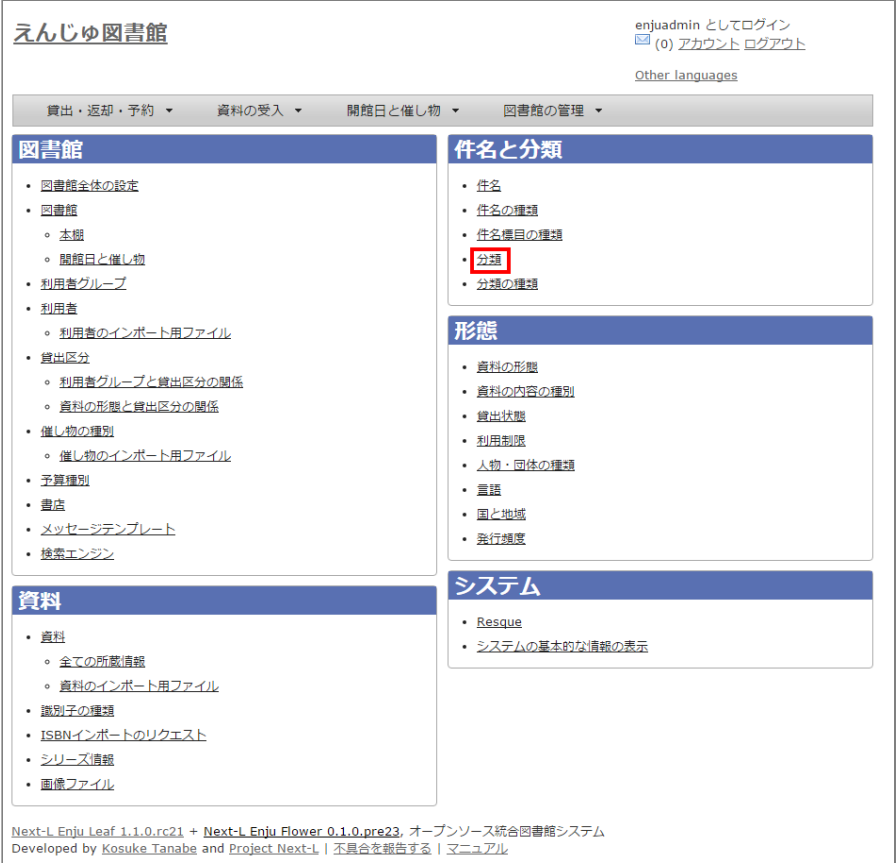 えんじゅ図書館
enjuadmin としてログイン
(0) アカウント ログアウト
Other languages
貸出・返却・予約 ▼ 資料の受入 ▼ 開館日と催し物 ▼ 図書館の管理 ▼
図書館
• 図書館全体の設定
• 図書館
◦ 本棚
◦ 開館日と催し物
• 利用者グループ
• 利用者
◦ 利用者のインポート用ファイル
• 貸出区分
◦ 利用者グループと貸出区分の関係
◦ 資料の形態と貸出区分の関係
• 催し物の種別
◦ 催し物のインポート用ファイル
• 予算種別
• 書店
• メッセージテンプレート
• 検索エンジン
資料
• 資料
◦ 全ての所蔵情報
◦ 資料のインポート用ファイル
• 識別子の種類
• ISBNインポートのリクエスト
• シリーズ情報
• 画像ファイル
件名と分類
• 件名
• 件名の種類
• 件名標目の種類
• 分類
• 分類の種類
形態
• 資料の形態
• 資料の内容の種別
• 貸出状態
• 利用制限
• 人物・団体の種類
• 言語
• 国と地域
• 発行頻度
システム
• Resque
• システムの基本的な情報の表示
Next-L Enju Leaf 1.1.0.rc21 + Next-L Enju Flower 0.1.0.pre23, オープンソース統合図書館システム
Developed by Kosuke Tanabe and Project Next-L | 不具合を報告する | マニュアル